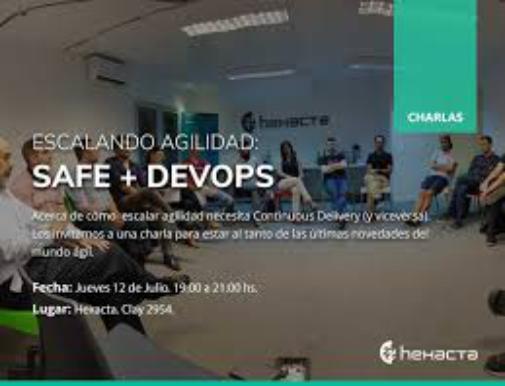 hexacta
CHARLAS
ESCALANDO AGILIDAD:
SAFE + DEVOPS
Acerca de cómo escalar agilidad necesita Continuous Delivery (y viceversa).
Los invitamos a una charla para estar al tanto de las últimas novedades del
mundo ágil.
Fecha: Jueves 12 de Julio. 19:00 a 21:00 hs.
Lugar: Hexacta. Clay 2954.
hexacta